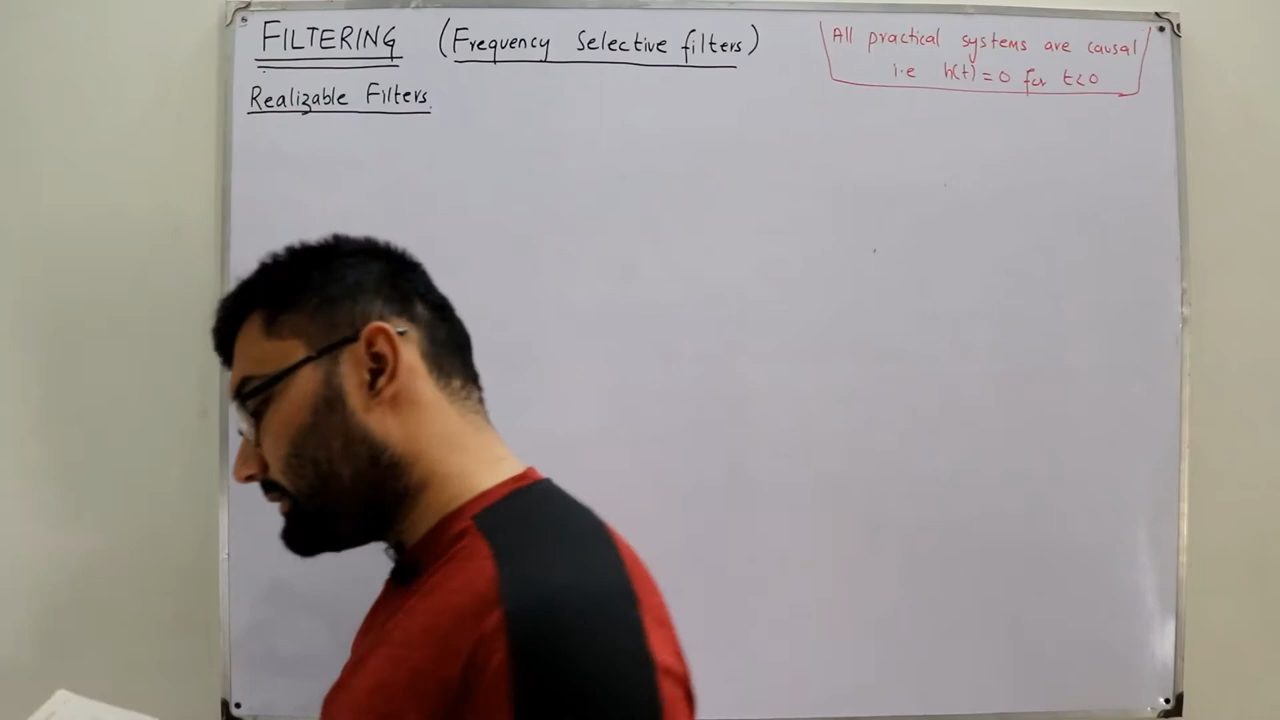 FILTERING (Frequency Selective filters)
All practical systems are causal
i.e h(t) = 0 for t<0
Realizable Filters